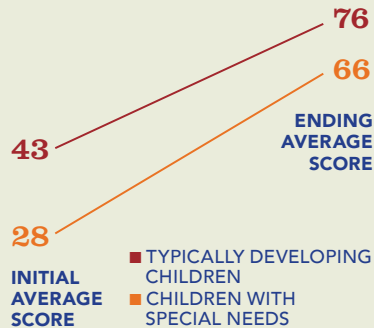 76
66
ENDING
AVERAGE
SCORE
43
28
INITIAL
AVERAGE
SCORE
TYPICALLY DEVELOPING
CHILDREN
CHILDREN WITH
SPECIAL NEEDS